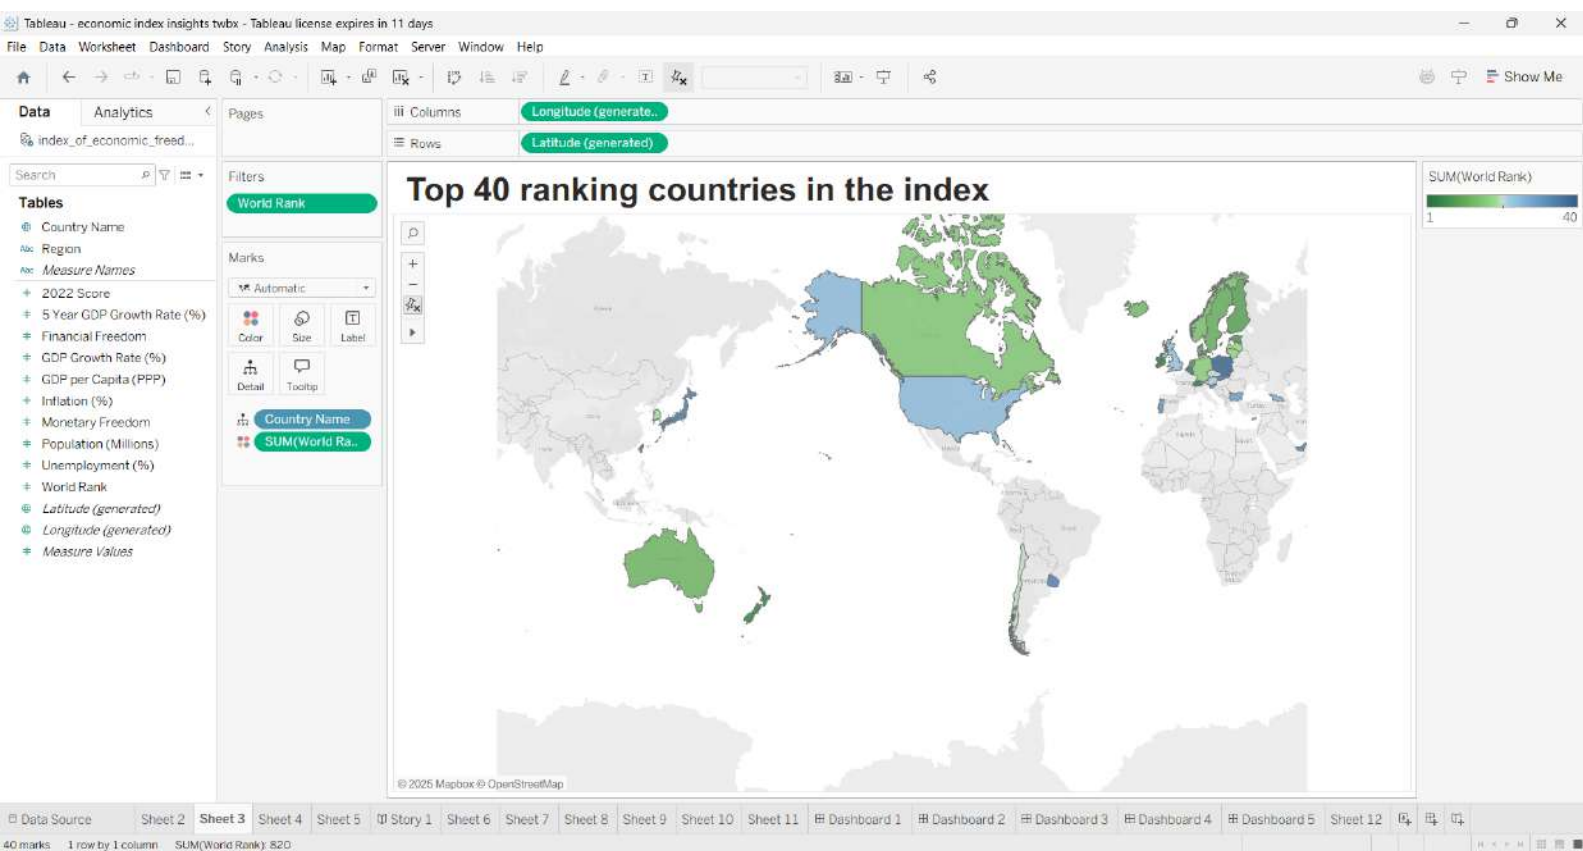 Tableau - economic index insights twbx - Tableau license expires in 11 days
File Data Worksheet Dashboard Story Analysis Map Format Server Window Help
Show Me
Data Analytics
index_of_economic_freed...
Search
Tables
Country Name
Abc Region
Abc Measure Names
2022 Score
5 Year GDP Growth Rate (%)
Financial Freedom
GDP Growth Rate (%)
GDP per Capita (PPP)
Inflation (%)
Monetary Freedom
Population (Millions)
Unemployment (%)
World Rank
Latitude (generated)
Longitude (generated)
Measure Values
Pages
Filters
World Rank
Marks
Automatic
Color Size Label
Detail Tooltip
Country Name
SUM(World Ra..
Columns Longitude (generate..
Rows Latitude (generated)
Top 40 ranking countries in the index
© 2025 Mapbox © OpenStreetMap
SUM(World Rank)
1 40
Data Source Sheet 2 Sheet 3 Sheet 4 Sheet 5 Story 1 Sheet 6 Sheet 7 Sheet 8 Sheet 9 Sheet 10 Sheet 11 Dashboard 1 Dashboard 2 Dashboard 3 Dashboard 4 Dashboard 5 Sheet 12
40 marks 1 row by 1 column SUM(World Rank): 820